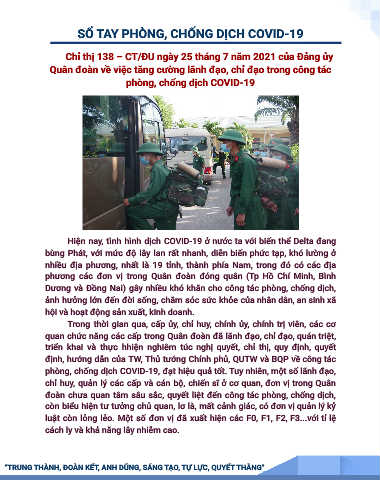 SỔ TAY PHÒNG, CHỐNG DỊCH COVID-19
Chỉ thị 138 – CT/ĐU ngày 25 tháng 7 năm 2021 của Đảng ủy
Quân đoàn về việc tăng cường lãnh đạo, chỉ đạo trong công tác
phòng, chống dịch COVID-19
Hiện nay, tình hình dịch COVID-19 ở nước ta với biến thể Delta đang
bùng Phát, với mức độ lây lan rất nhanh, diễn biến phức tạp, khó lường ở
nhiều địa phương, nhất là 19 tỉnh, thành phía Nam, trong đó có các địa
phương các đơn vị trong Quân đoàn đóng quân (Tp Hồ Chí Minh, Bình
Dương và Đồng Nai) gây nhiều khó khăn cho công tác phòng, chống dịch,
ảnh hưởng lớn đến đời sống, chăm sóc sức khỏe của nhân dân, an sinh xã
hội và hoạt động sản xuất, kinh doanh.
Trong thời gian qua, cấp ủy, chỉ huy, chính ủy, chính trị viên, các cơ
quan chức năng các cấp trong Quân đoàn đã lãnh đạo, chỉ đạo, quán triệt,
triển khai và thực hhiện nghiêm túc nghị quyết, chỉ thị, quy định, quyết
định, hướng dẫn của TW, Thủ tướng Chính phủ, QUTW và BQP về công tác
phòng, chống dịch COVID-19, đạt hiệu quả tốt. Tuy nhiên, một số lãnh đạo,
chỉ huy, quản lý các cấp và cán bộ, chiến sĩ ở cơ quan, đơn vị trong Quân
đoàn chưa quan tâm sâu sắc, quyết liệt đến công tác phòng, chống dịch,
còn biểu hiện tư tưởng chủ quan, lơ là, mất cảnh giác, có đơn vị quản lý kỷ
luật còn lỏng lẻo. Một số đơn vị đã xuất hiện các F0, F1, F2, F3...với tỉ lệ
cách ly và khả năng lây nhiễm cao.
"TRUNG THÀNH, ĐOÀN KẾT, ANH DŨNG, SÁNG TẠO, TỰ LỰC, QUYẾT THẮNG"